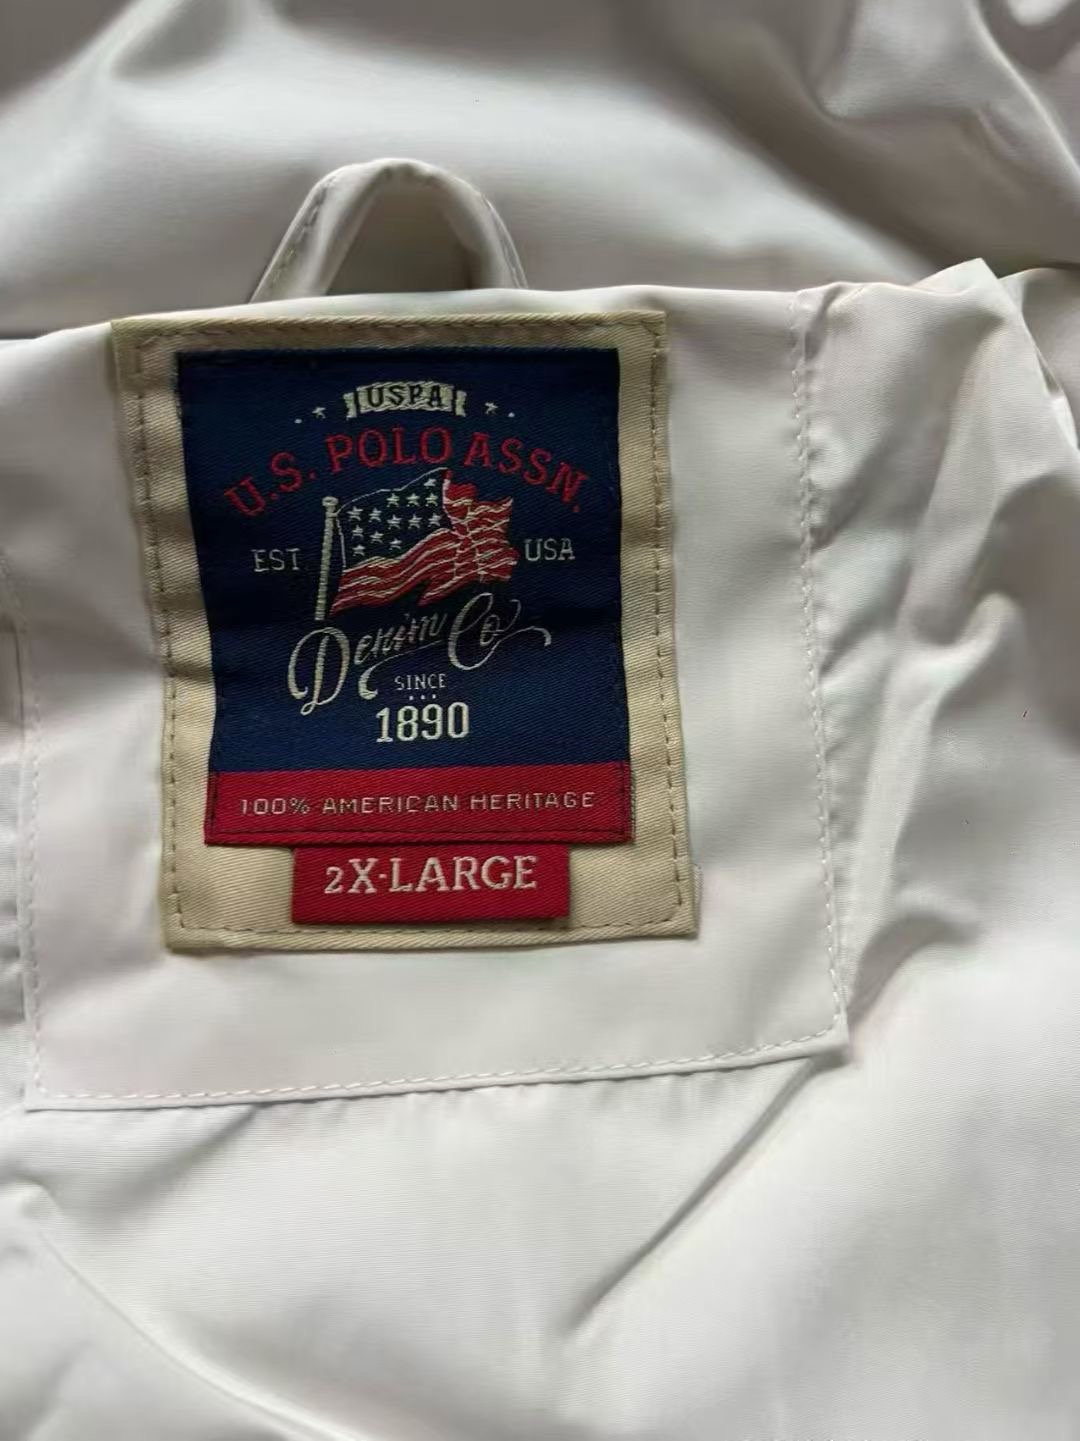 USPA
U.S. POLO ASSN.
EST USA
Denim Co
SINCE
1890
100% AMERICAN HERITAGE
2X-LARGE